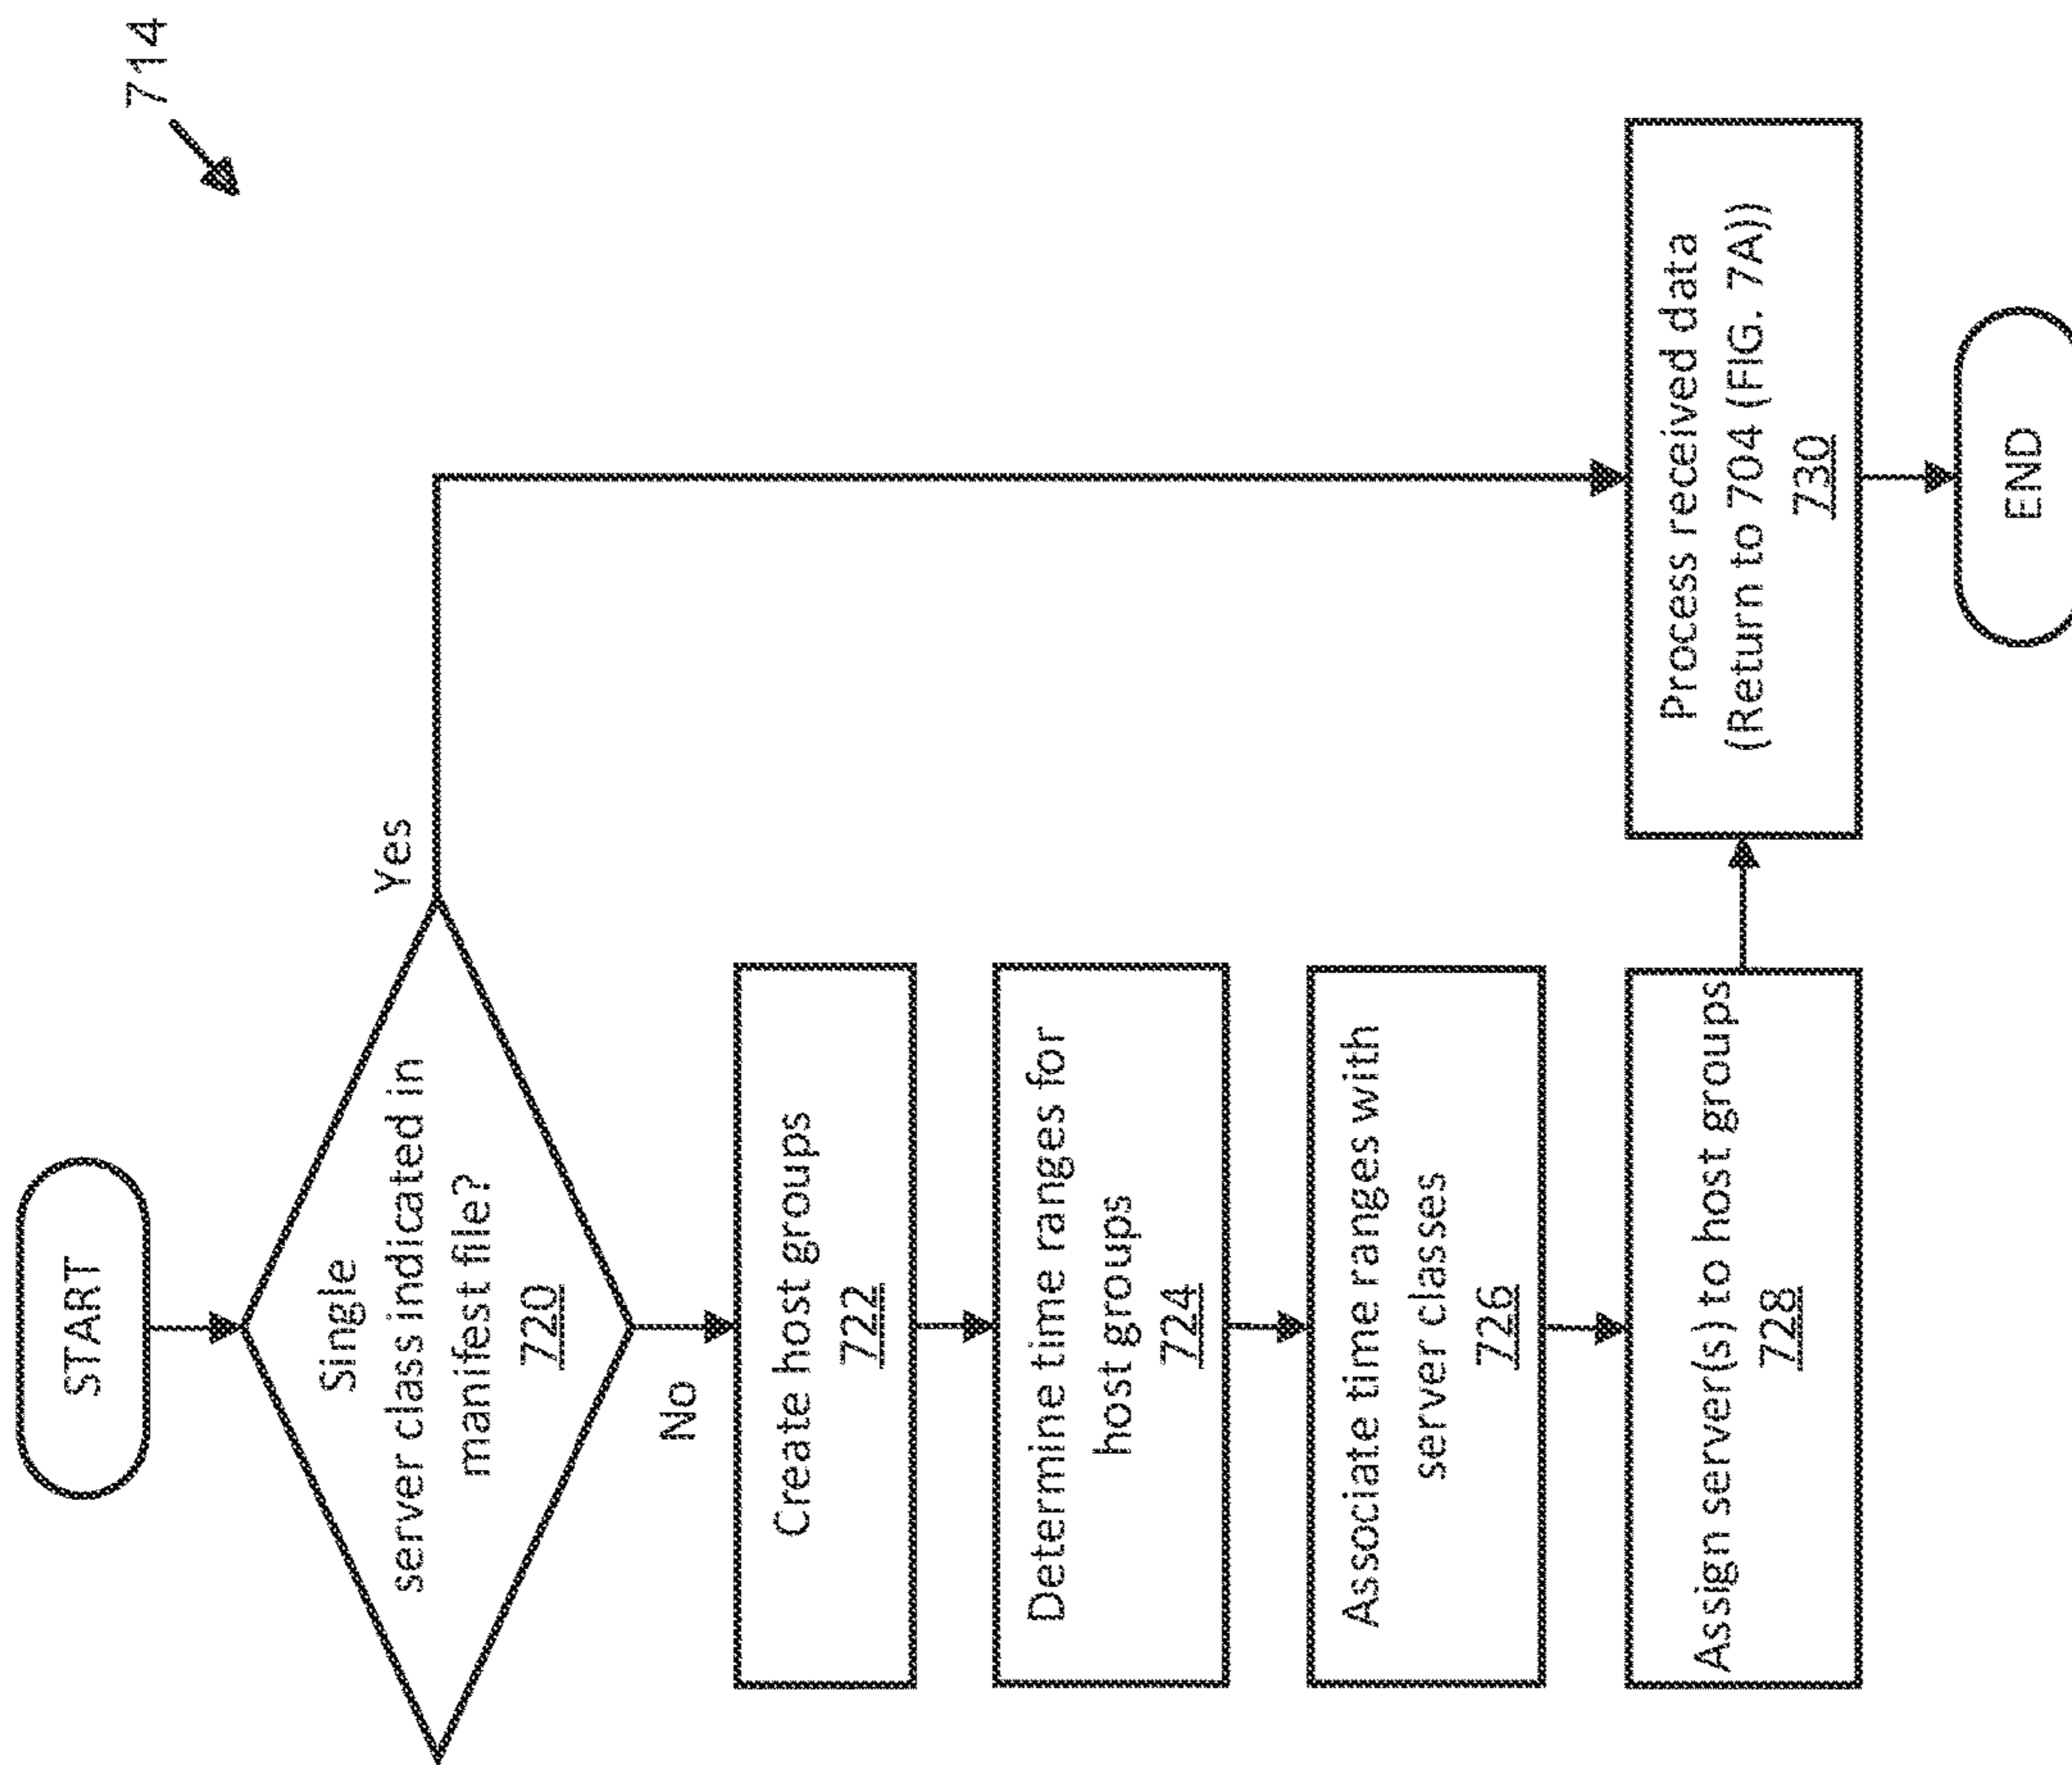 714
START
Single
server class indicated in
manifest file?
720
Yes
No
Create host groups
722
Determine time ranges for
host groups
724
Associate time ranges with
server classes
726
Assign server(s) to host groups
728
Process received data
(Return to 704 (FIG. 7A))
730
END